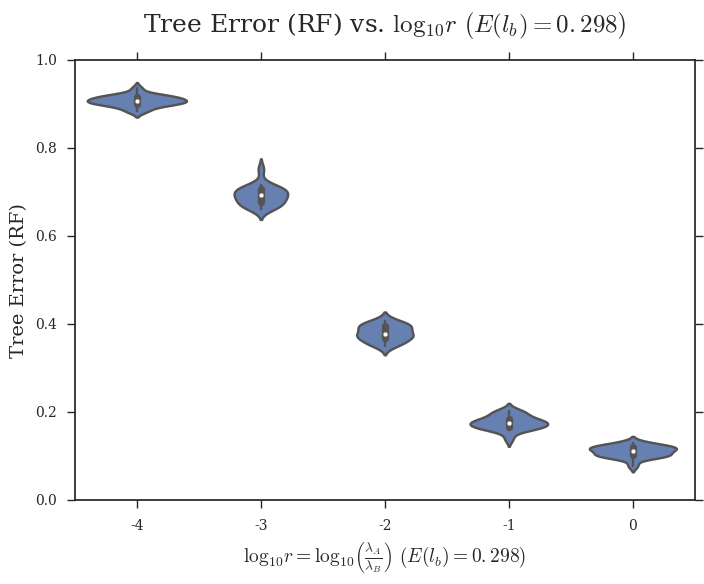 Tree Error (RF) vs. log₁₀r (E(l_b)=0.298)
1.0
0.8
0.6
0.4
0.2
0.0
Tree Error (RF)
-4 -3 -2 -1 0
log₁₀r=log₁₀(λ_A/λ_B) (E(l_b)=0.298)